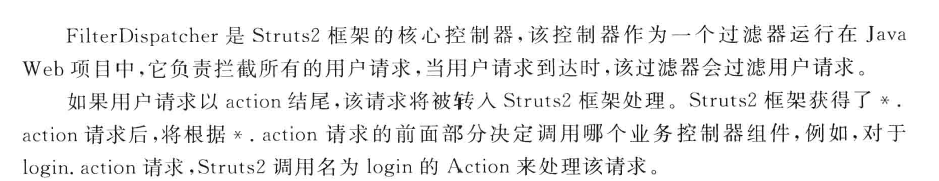 FilterDispatcher 是 Struts2 框架的核心控制器,该控制器作为一个过滤器运行在 Java
Web 项目中,它负责拦截所有的用户请求,当用户请求到达时,该过滤器会过滤用户请求。
如果用户请求以 action 结尾,该请求将被转入 Struts2 框架处理。Struts2 框架获得了 *.
action 请求后,将根据 *. action 请求的前面部分决定调用哪个业务控制器组件,例如,对于
login. action 请求,Struts2 调用名为 login 的 Action 来处理该请求。